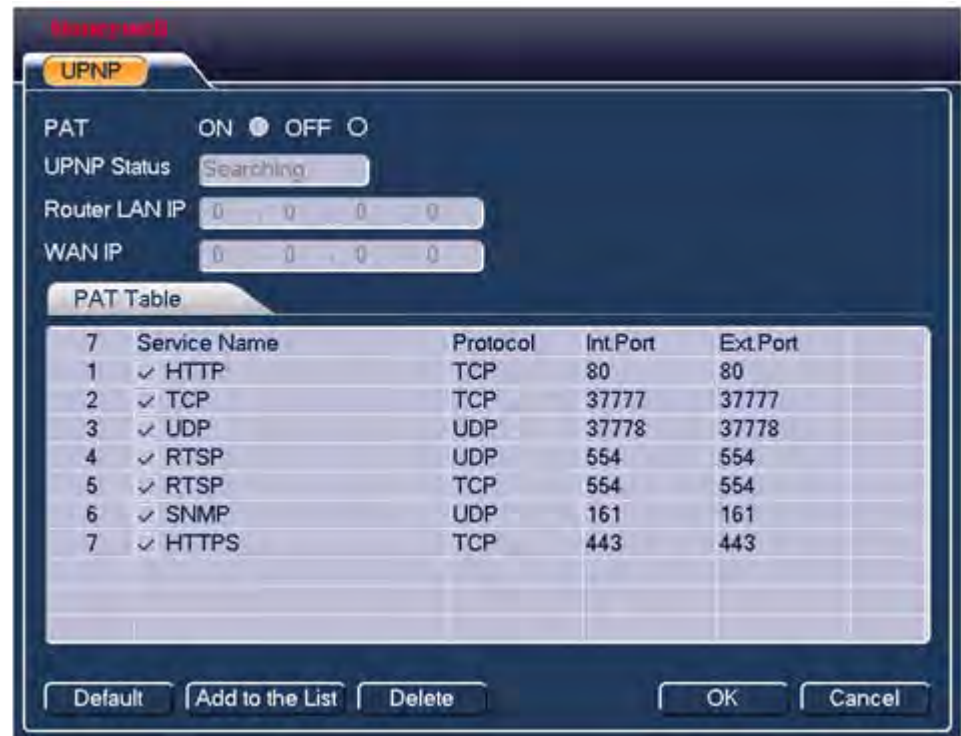 Honeywell
UPNP
PAT ON OFF
UPNP Status Searching
Router LAN IP 0 . 0 . 0 . 0
WAN IP 0 . 0 . 0 . 0
PAT Table
7 Service Name Protocol Int.Port Ext.Port
1 HTTP TCP 80 80
2 TCP TCP 37777 37777
3 UDP UDP 37778 37778
4 RTSP UDP 554 554
5 RTSP TCP 554 554
6 SNMP UDP 161 161
7 HTTPS TCP 443 443
Default Add to the List Delete OK Cancel